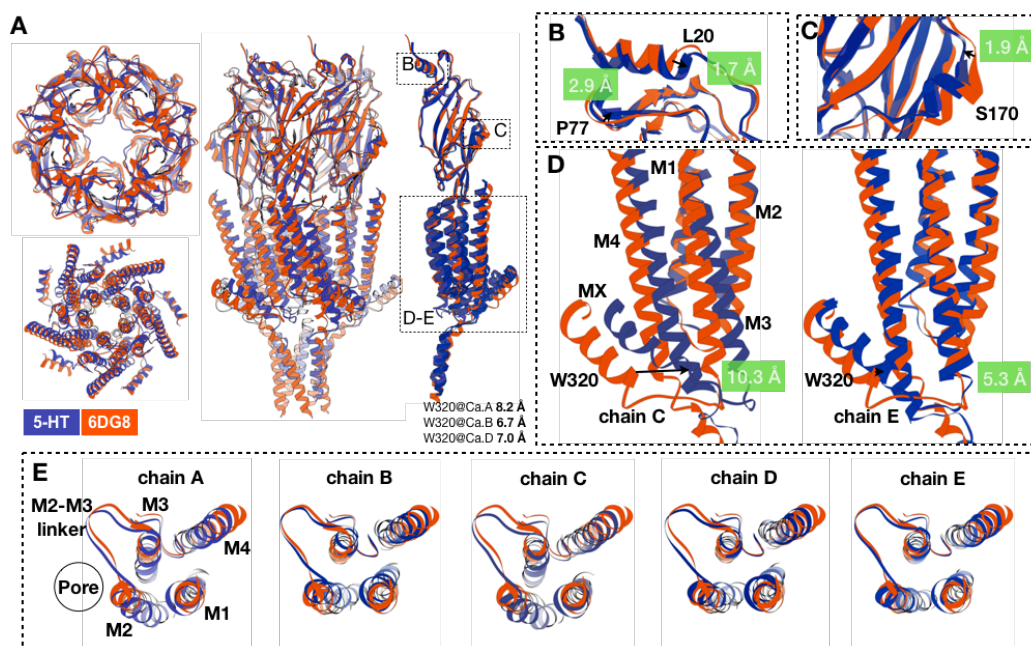 A
B
C
D-E
5-HT
6DG8
W320@Ca.A 8.2 Å
W320@Ca.B 6.7 Å
W320@Ca.D 7.0 Å
B
L20
1.7 Å
2.9 Å
P77
C
1.9 Å
S170
D
M1
M2
M4
MX
M3
W320
10.3 Å
chain C
W320
5.3 Å
chain E
E
chain A
chain B
chain C
chain D
chain E
M2-M3
linker
M3
M4
Pore
M1
M2